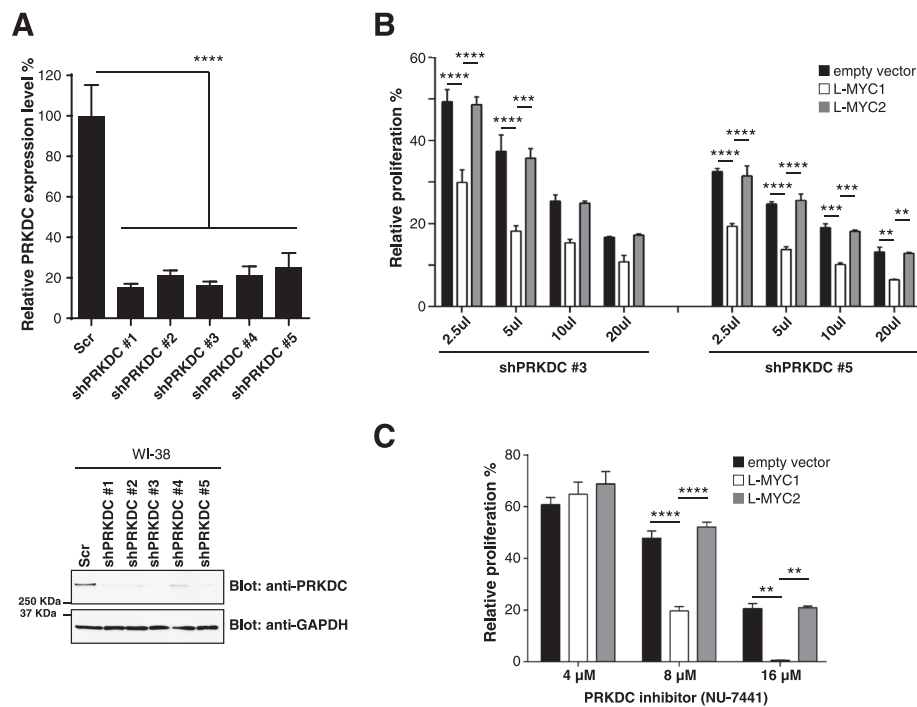 A
****
Relative PRKDC expression level %
120
100
80
60
40
20
0
Scr
shPRKDC #1
shPRKDC #2
shPRKDC #3
shPRKDC #4
shPRKDC #5
WI-38
Scr
shPRKDC #1
shPRKDC #2
shPRKDC #3
shPRKDC #4
shPRKDC #5
Blot: anti-PRKDC
250 KDa
37 KDa
Blot: anti-GAPDH
B
Relative proliferation %
60
40
20
0
**** ****
**** ***
**** ****
**** ****
*** ***
** **
empty vector
L-MYC1
L-MYC2
2.5ul
5ul
10ul
20ul
2.5ul
5ul
10ul
20ul
shPRKDC #3
shPRKDC #5
C
Relative proliferation %
80
60
40
20
0
**** ****
** **
empty vector
L-MYC1
L-MYC2
4 µM
8 µM
16 µM
PRKDC inhibitor (NU-7441)